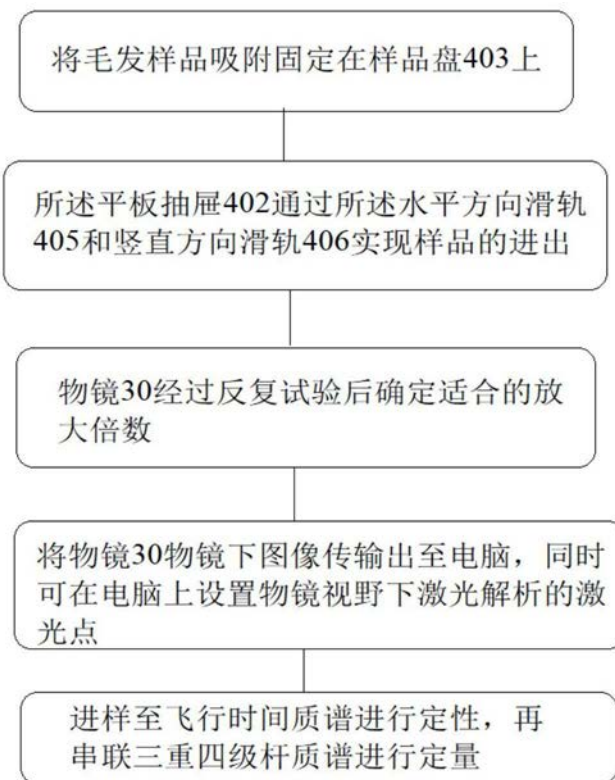 将毛发样品吸附固定在样品盘403上
所述平板抽屉402通过所述水平方向滑轨
405和竖直方向滑轨406实现样品的进出
物镜30经过反复试验后确定适合的放
大倍数
将物镜30物镜下图像传输出至电脑，同时
可在电脑上设置物镜视野下激光解析的激
光点
进样至飞行时间质谱进行定性，再
串联三重四级杆质谱进行定量